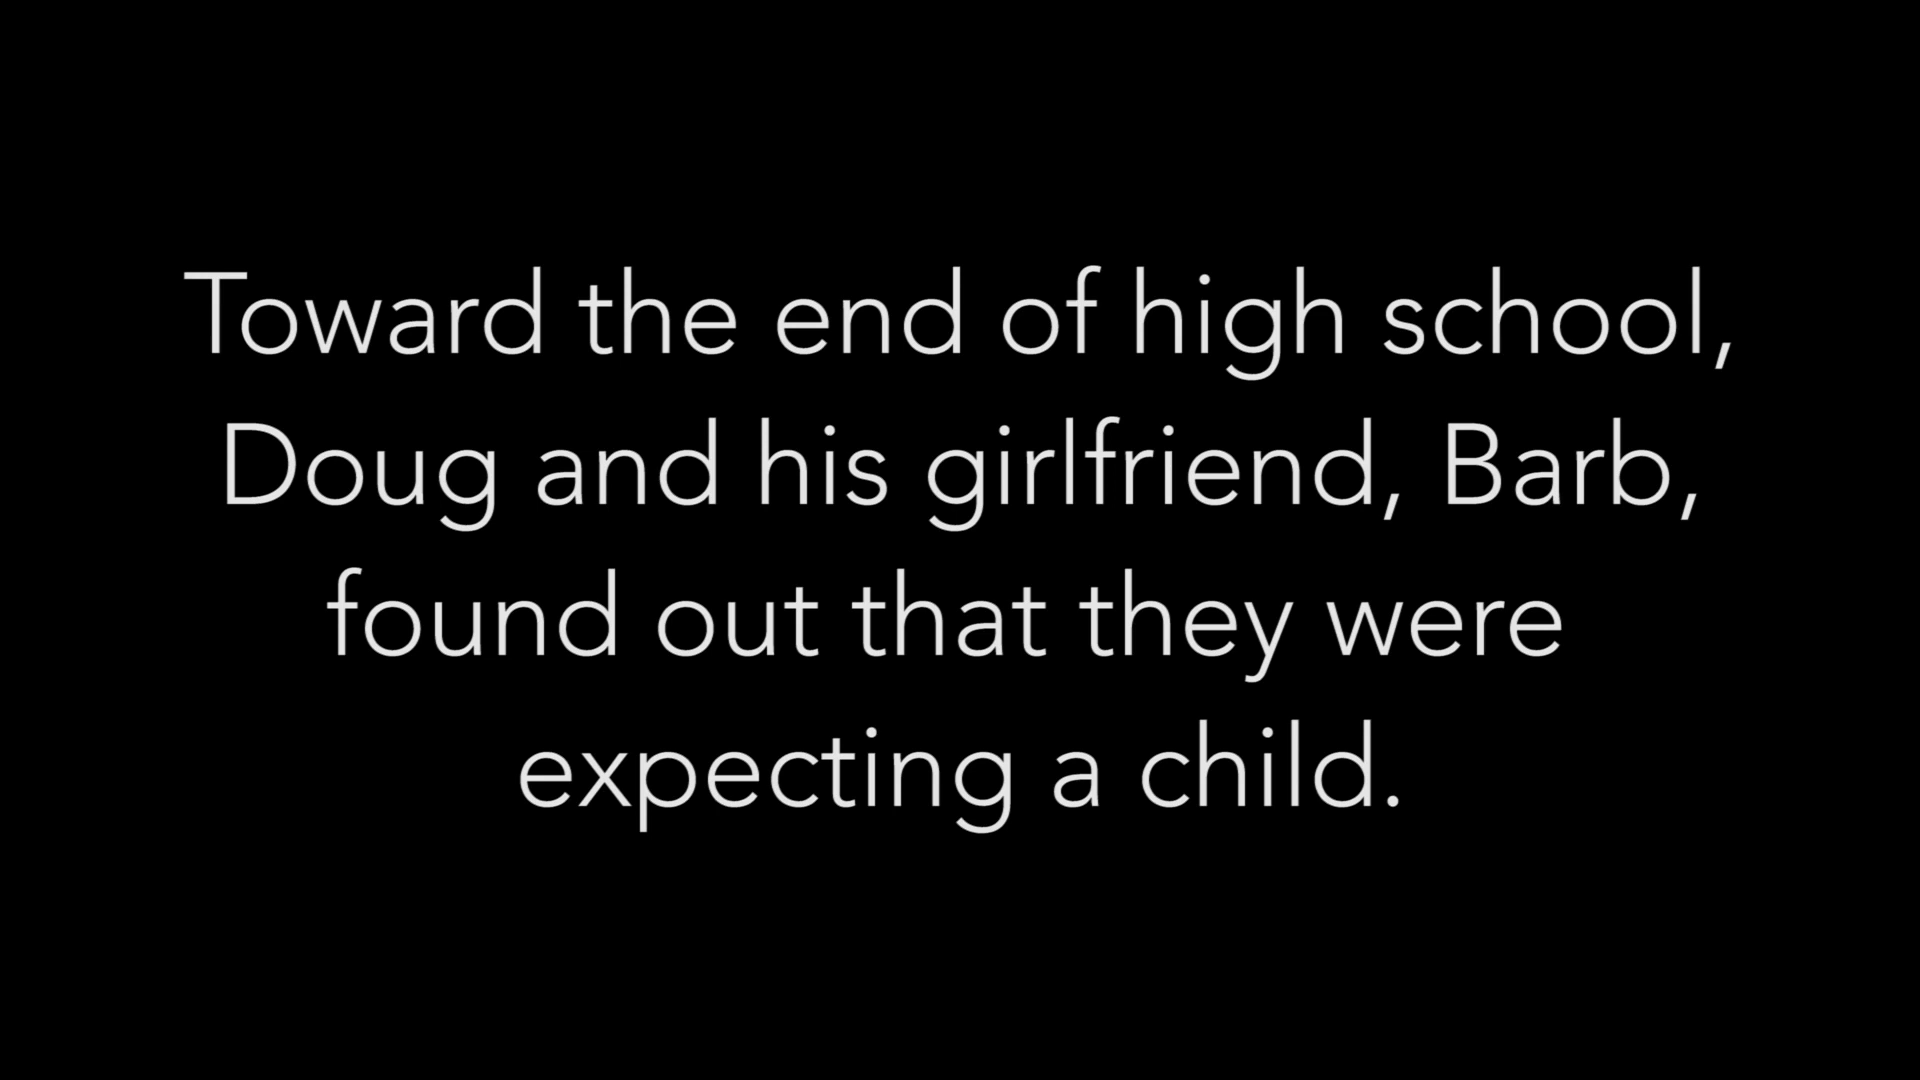 Toward the end of high school,
Doug and his girlfriend, Barb,
found out that they were
expecting a child.